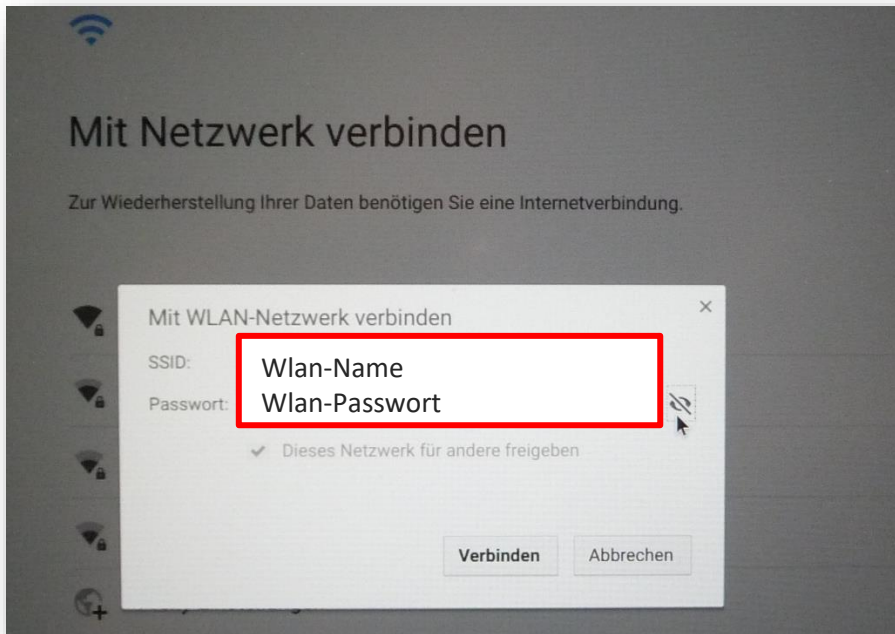 Mit Netzwerk verbinden
Zur Wiederherstellung Ihrer Daten benötigen Sie eine Internetverbindung.
Mit WLAN-Netzwerk verbinden
SSID:
Wlan-Name
Passwort:
Wlan-Passwort
Dieses Netzwerk für andere freigeben
Verbinden
Abbrechen